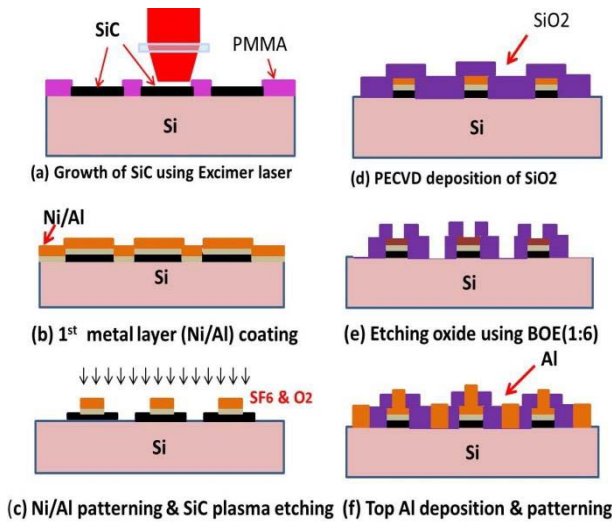 SiC
PMMA
Si
(a) Growth of SiC using Excimer laser
Ni/Al
Si
(b) 1st metal layer (Ni/Al) coating
SF6 & O2
Si
(c) Ni/Al patterning & SiC plasma etching
SiO2
Si
(d) PECVD deposition of SiO2
Si
(e) Etching oxide using BOE(1:6)
Al
Si
(f) Top Al deposition & patterning